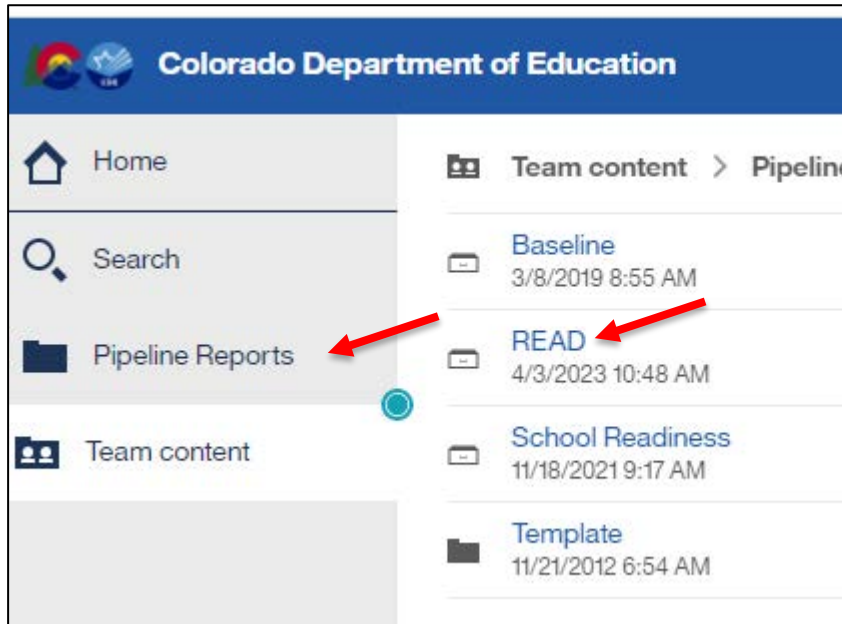 Colorado Department of Education
Home
Search
Pipeline Reports
Team content
Team content > Pipeline
Baseline
3/8/2019 8:55 AM
READ
4/3/2023 10:48 AM
School Readiness
11/18/2021 9:17 AM
Template
11/21/2012 6:54 AM